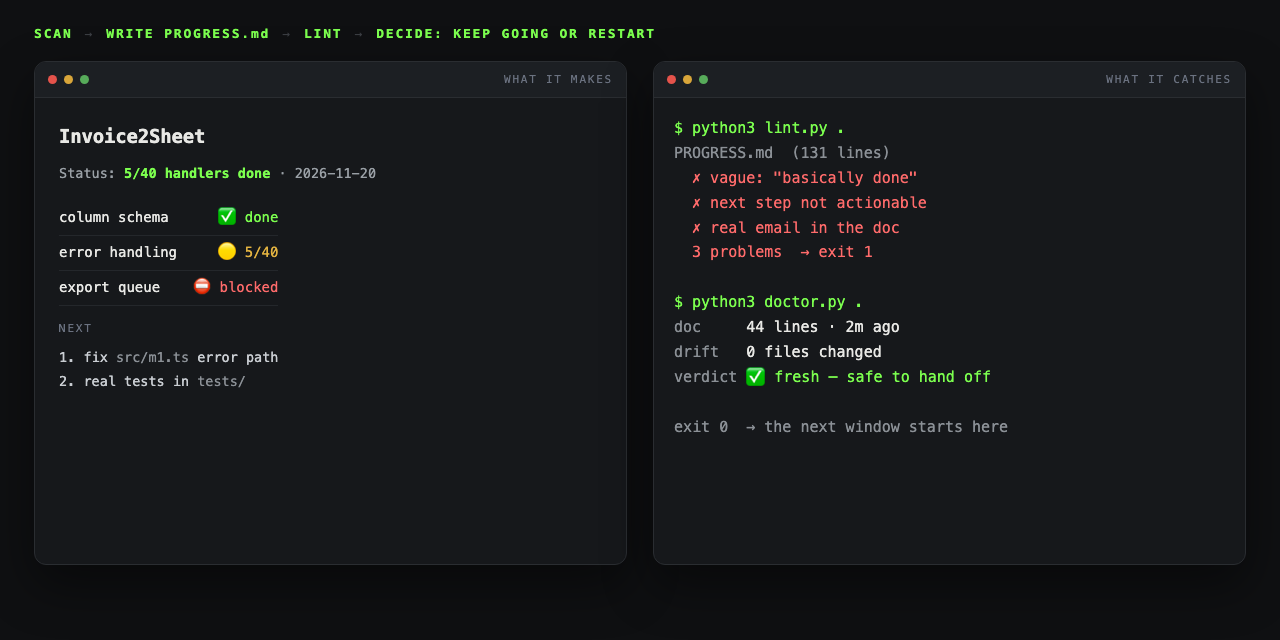 SCAN → WRITE PROGRESS.md → LINT → DECIDE: KEEP GOING OR RESTART
WHAT IT MAKES
Invoice2Sheet
Status: 5/40 handlers done · 2026-11-20
column schema ✅ done
error handling 🟡 5/40
export queue ⛔ blocked
NEXT
1. fix src/m1.ts error path
2. real tests in tests/
WHAT IT CATCHES
$ python3 lint.py .
PROGRESS.md (131 lines)
✗ vague: "basically done"
✗ next step not actionable
✗ real email in the doc
3 problems → exit 1
$ python3 doctor.py .
doc 44 lines · 2m ago
drift 0 files changed
verdict ✅ fresh — safe to hand off
exit 0 → the next window starts here